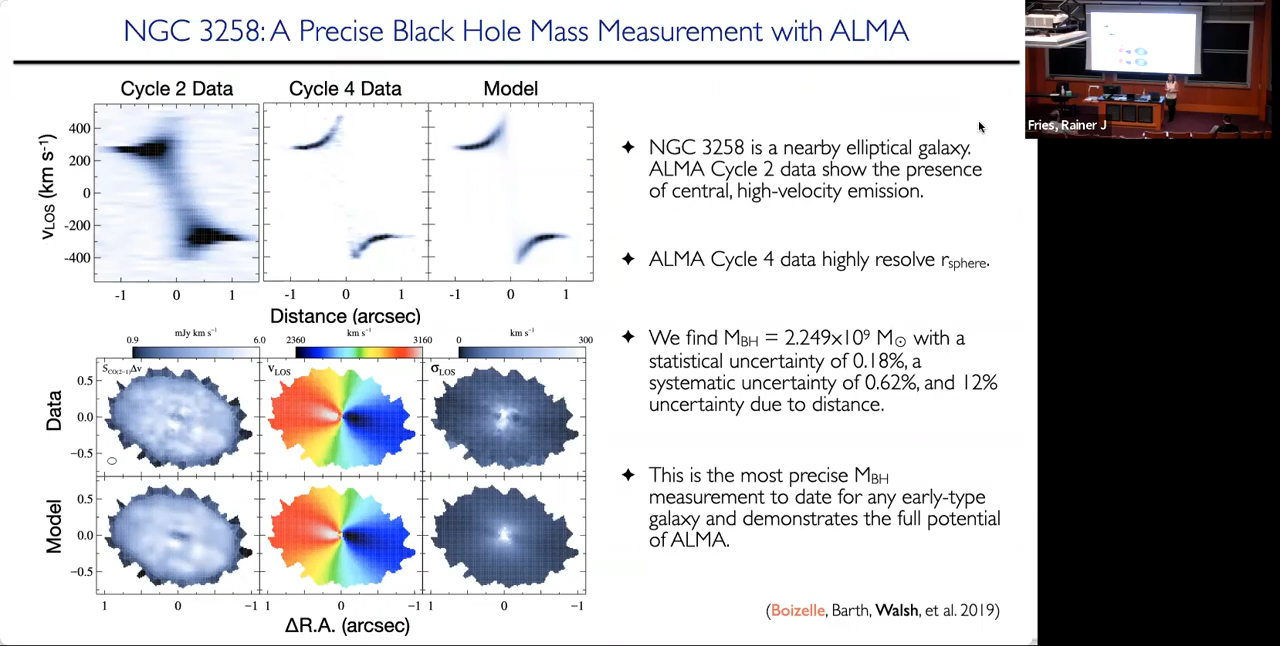 NGC 3258: A Precise Black Hole Mass Measurement with ALMA
Cycle 2 Data
Cycle 4 Data
Model
vLOS (km s⁻¹)
400
200
0
-200
-400
-1
0
1
-1
0
1
-1
0
1
Distance (arcsec)
mJy km s⁻¹
0.9
6.0
km s⁻¹
2360
3160
km s⁻¹
0
300
Data
0.5
0.0
−0.5
SCO(2−1)Δv
vLOS
σLOS
Model
0.5
0.0
−0.5
1
0
−1
1
0
−1
1
0
−1
ΔR.A. (arcsec)
✦ NGC 3258 is a nearby elliptical galaxy.
ALMA Cycle 2 data show the presence
of central, high-velocity emission.
✦ ALMA Cycle 4 data highly resolve rsphere.
✦ We find MBH = 2.249x10⁹ M⊙ with a
statistical uncertainty of 0.18%, a
systematic uncertainty of 0.62%, and 12%
uncertainty due to distance.
✦ This is the most precise MBH
measurement to date for any early-type
galaxy and demonstrates the full potential
of ALMA.
(Boizelle, Barth, Walsh, et al. 2019)
Fries, Rainer J